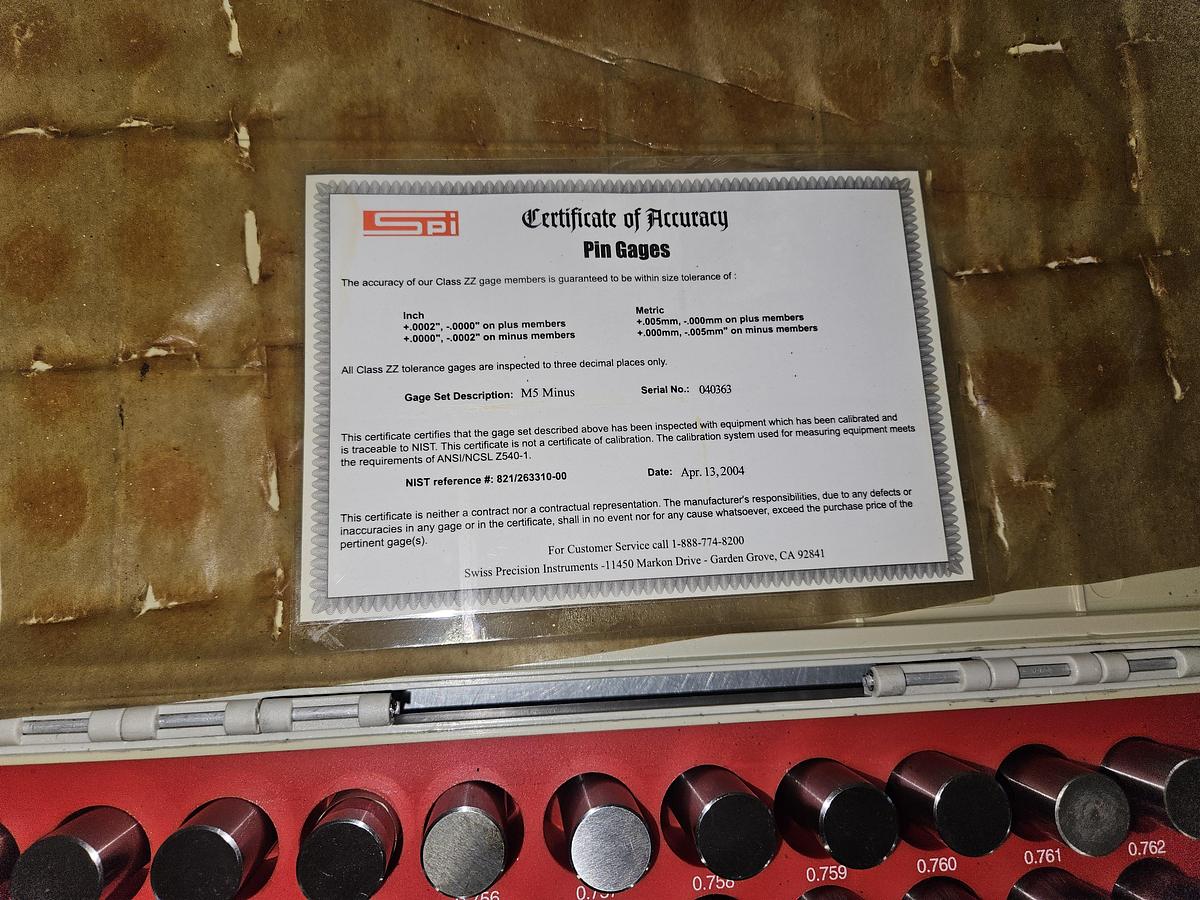 Spi
Certificate of Accuracy
Pin Gages
The accuracy of our Class ZZ gage members is guaranteed to be within size tolerance of :
Inch
+.0002", -.0000" on plus members
+.0000", -.0002" on minus members
Metric
+.005mm, -.000mm on plus members
+.000mm, -.005mm" on minus members
All Class ZZ tolerance gages are inspected to three decimal places only.
Gage Set Description: M5 Minus
Serial No.: 040363
This certificate certifies that the gage set described above has been inspected with equipment which has been calibrated and
is traceable to NIST. This certificate is not a certificate of calibration. The calibration system used for measuring equipment meets
the requirements of ANSI/NCSL Z540-1.
NIST reference #: 821/263310-00
Date: Apr. 13, 2004
This certificate is neither a contract nor a contractual representation. The manufacturer's responsibilities, due to any defects or
inaccuracies in any gage or in the certificate, shall in no event nor for any cause whatsoever, exceed the purchase price of the
pertinent gage(s).
For Customer Service call 1-888-774-8200
Swiss Precision Instruments -11450 Markon Drive - Garden Grove, CA 92841
0.758
0.759
0.760
0.761
0.762